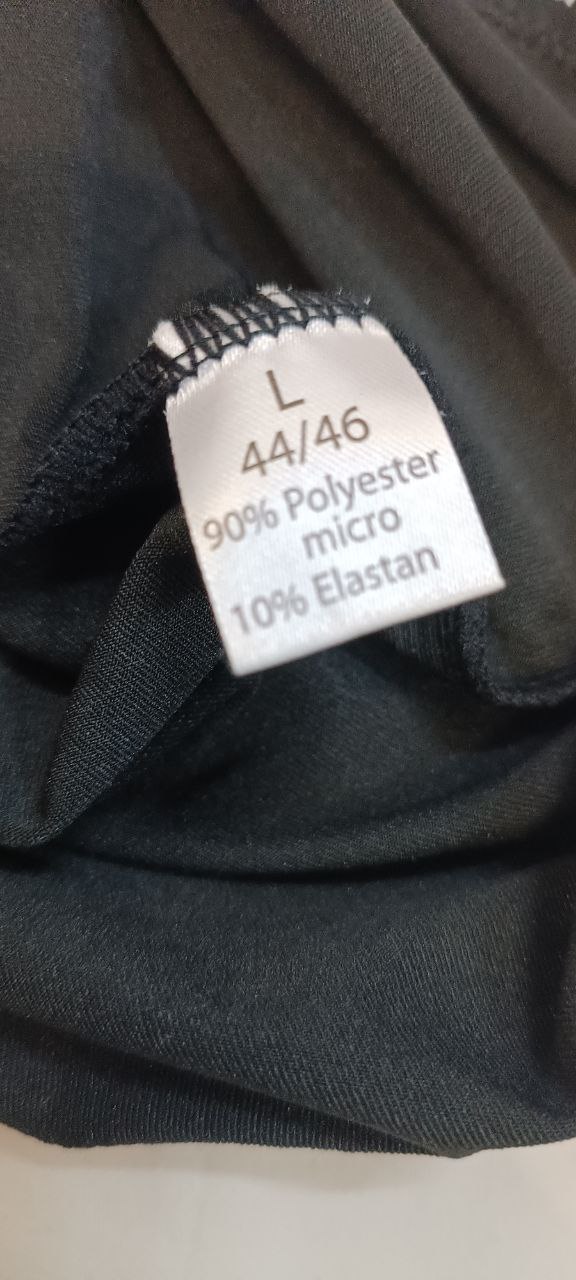 L
44/46
90% Polyester
micro
10% Elastan